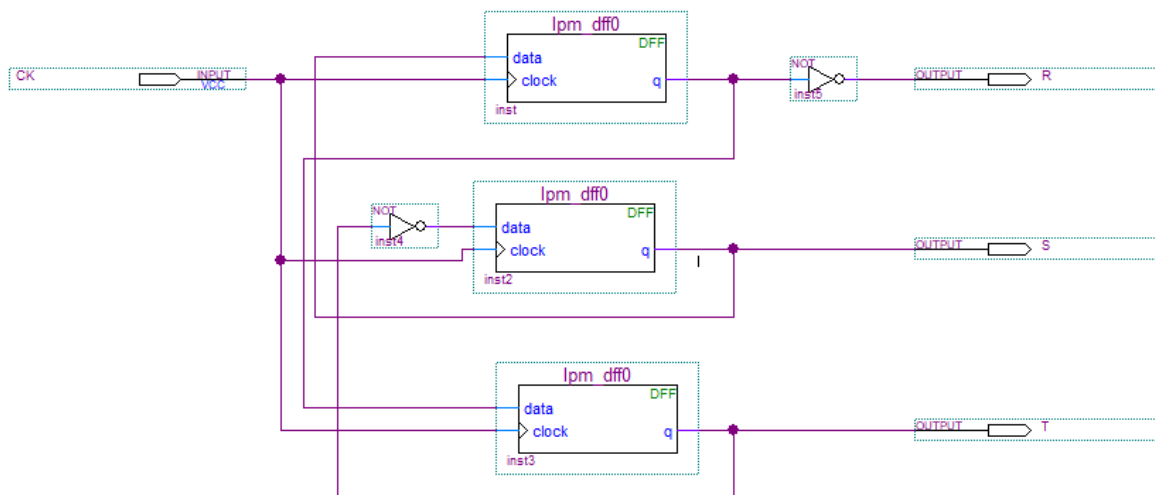 lpm_dff0
DFF
data
clock
q
inst
CK
INPUT
VCC
NOT
inst5
OUTPUT
R
lpm_dff0
DFF
data
clock
q
inst2
NOT
inst4
OUTPUT
S
lpm_dff0
DFF
data
clock
q
inst3
OUTPUT
T